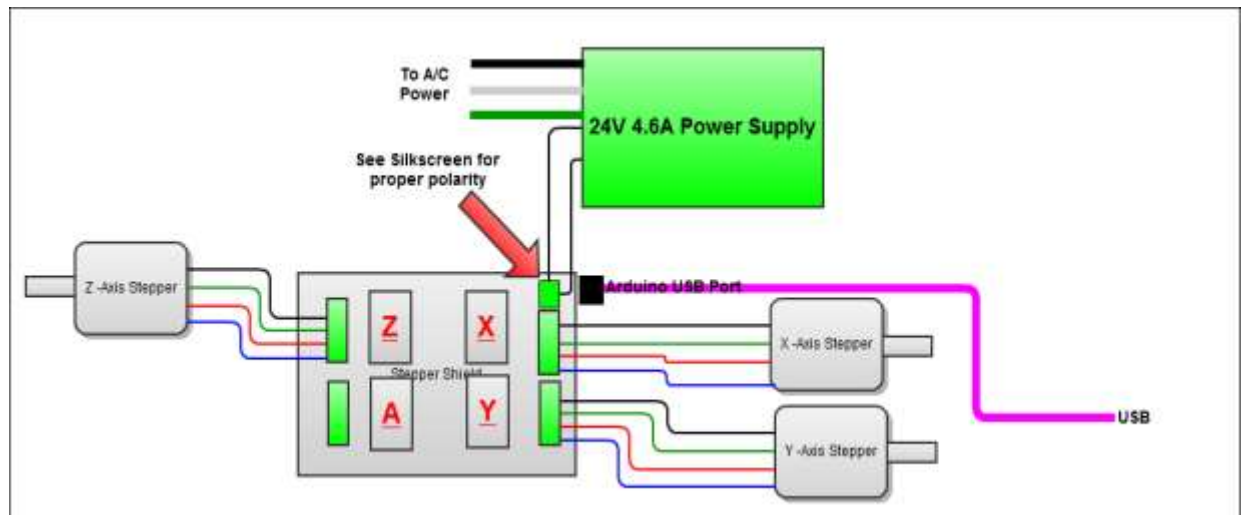 To A/C
Power
24V 4.6A Power Supply
See Silkscreen for
proper polarity
Z -Axis Stepper
Arduino USB Port
Z
X
X -Axis Stepper
Stepper Shield
A
Y
USB
Y -Axis Stepper